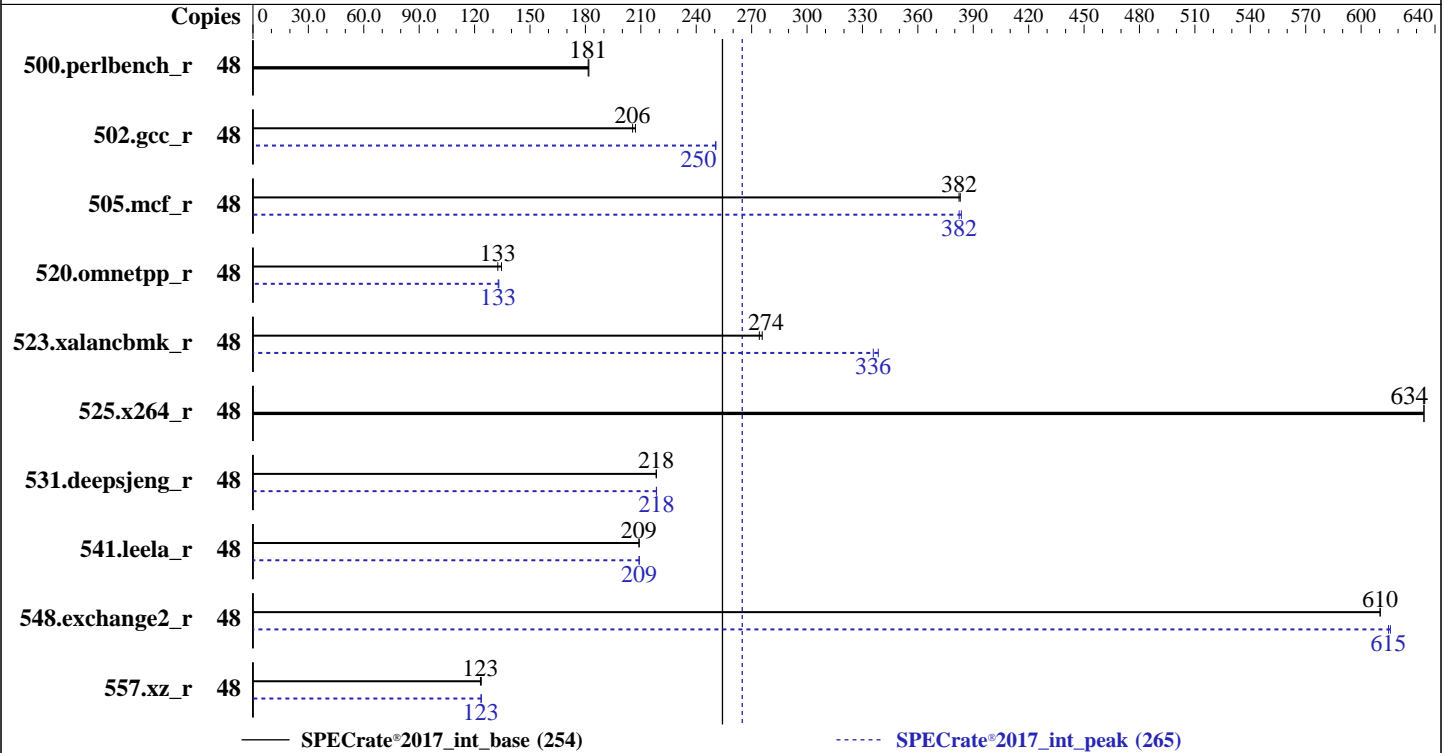 Copies 0 30.0 60.0 90.0 120 150 180 210 240 270 300 330 360 390 420 450 480 510 540 570 600 640
500.perlbench_r 48 181
502.gcc_r 48 206
250
505.mcf_r 48 382
382
520.omnetpp_r 48 133
133
523.xalancbmk_r 48 274
336
525.x264_r 48 634
531.deepsjeng_r 48 218
218
541.leela_r 48 209
209
548.exchange2_r 48 610
615
557.xz_r 48 123
123
SPECrate®2017_int_base (254) SPECrate®2017_int_peak (265)